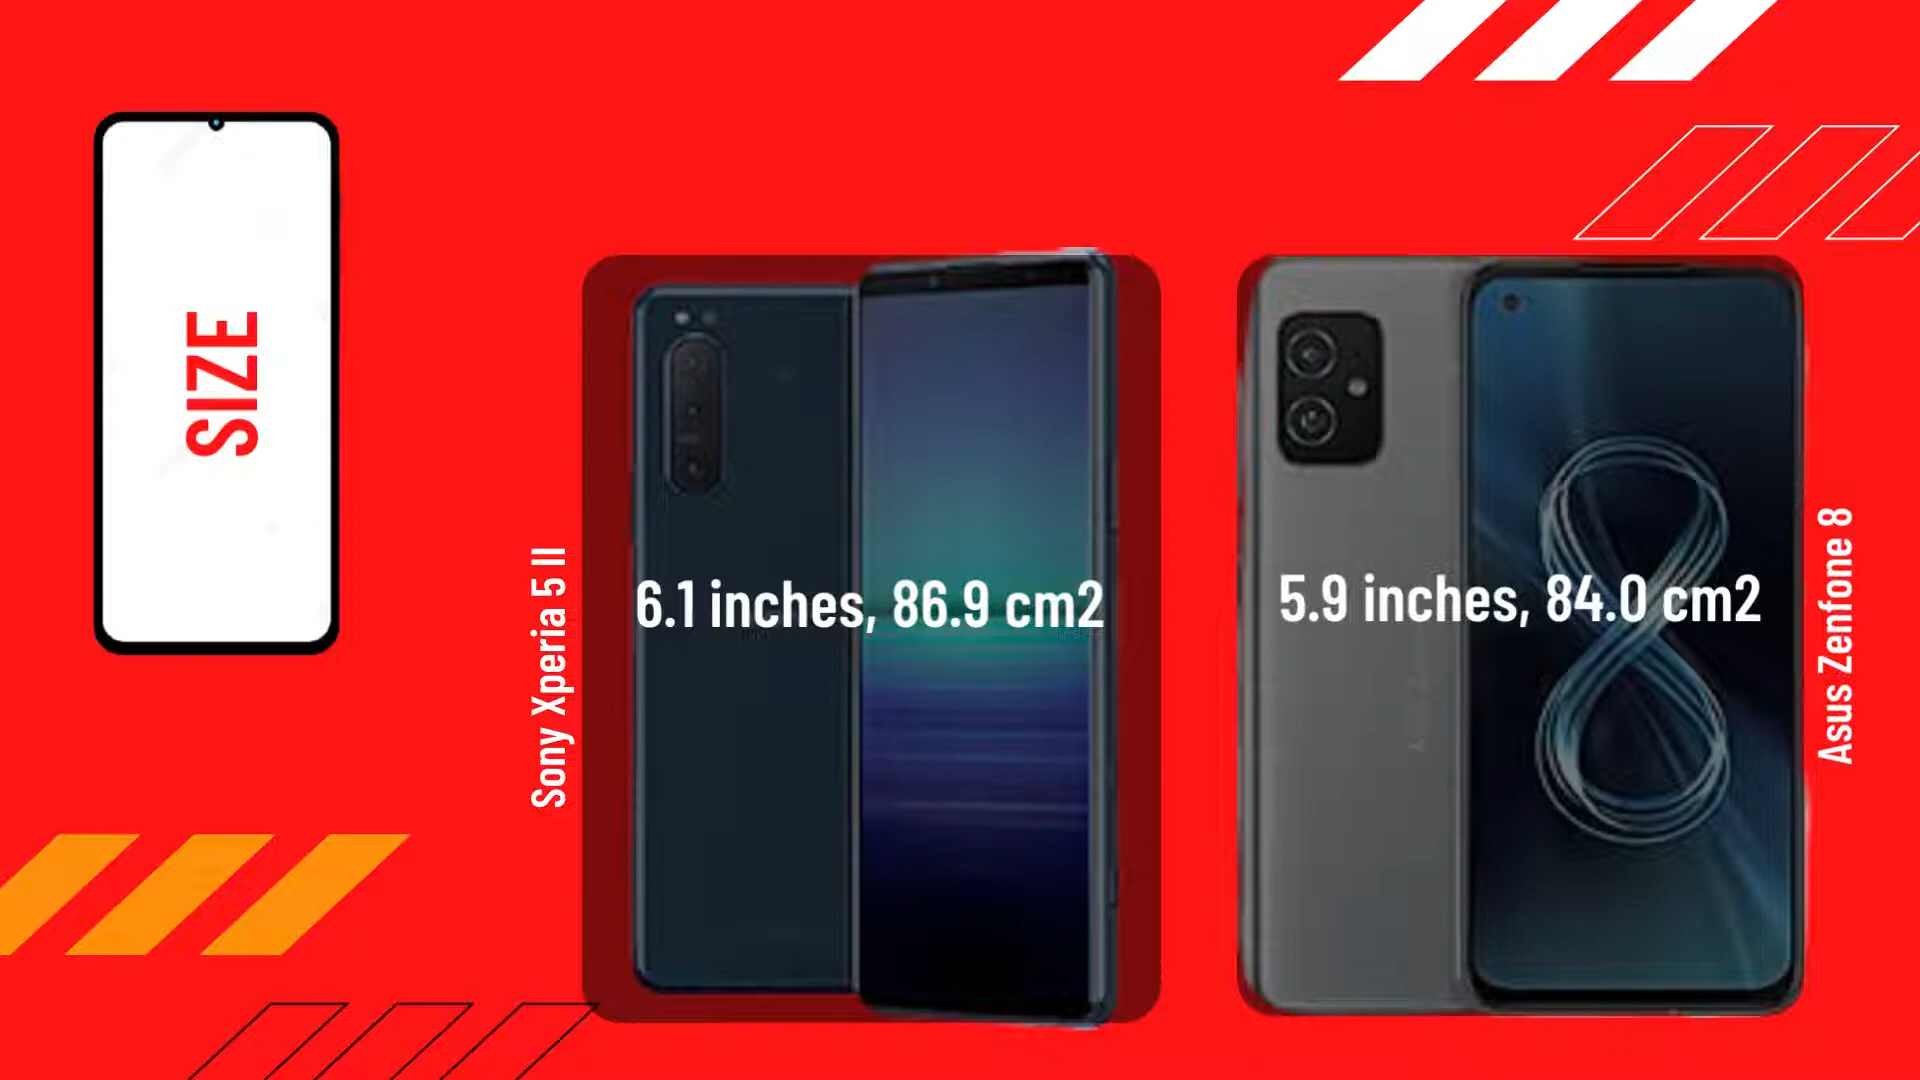 SIZE
Sony Xperia 5 II
6.1 inches, 86.9 cm2
5.9 inches, 84.0 cm2
Asus Zenfone 8